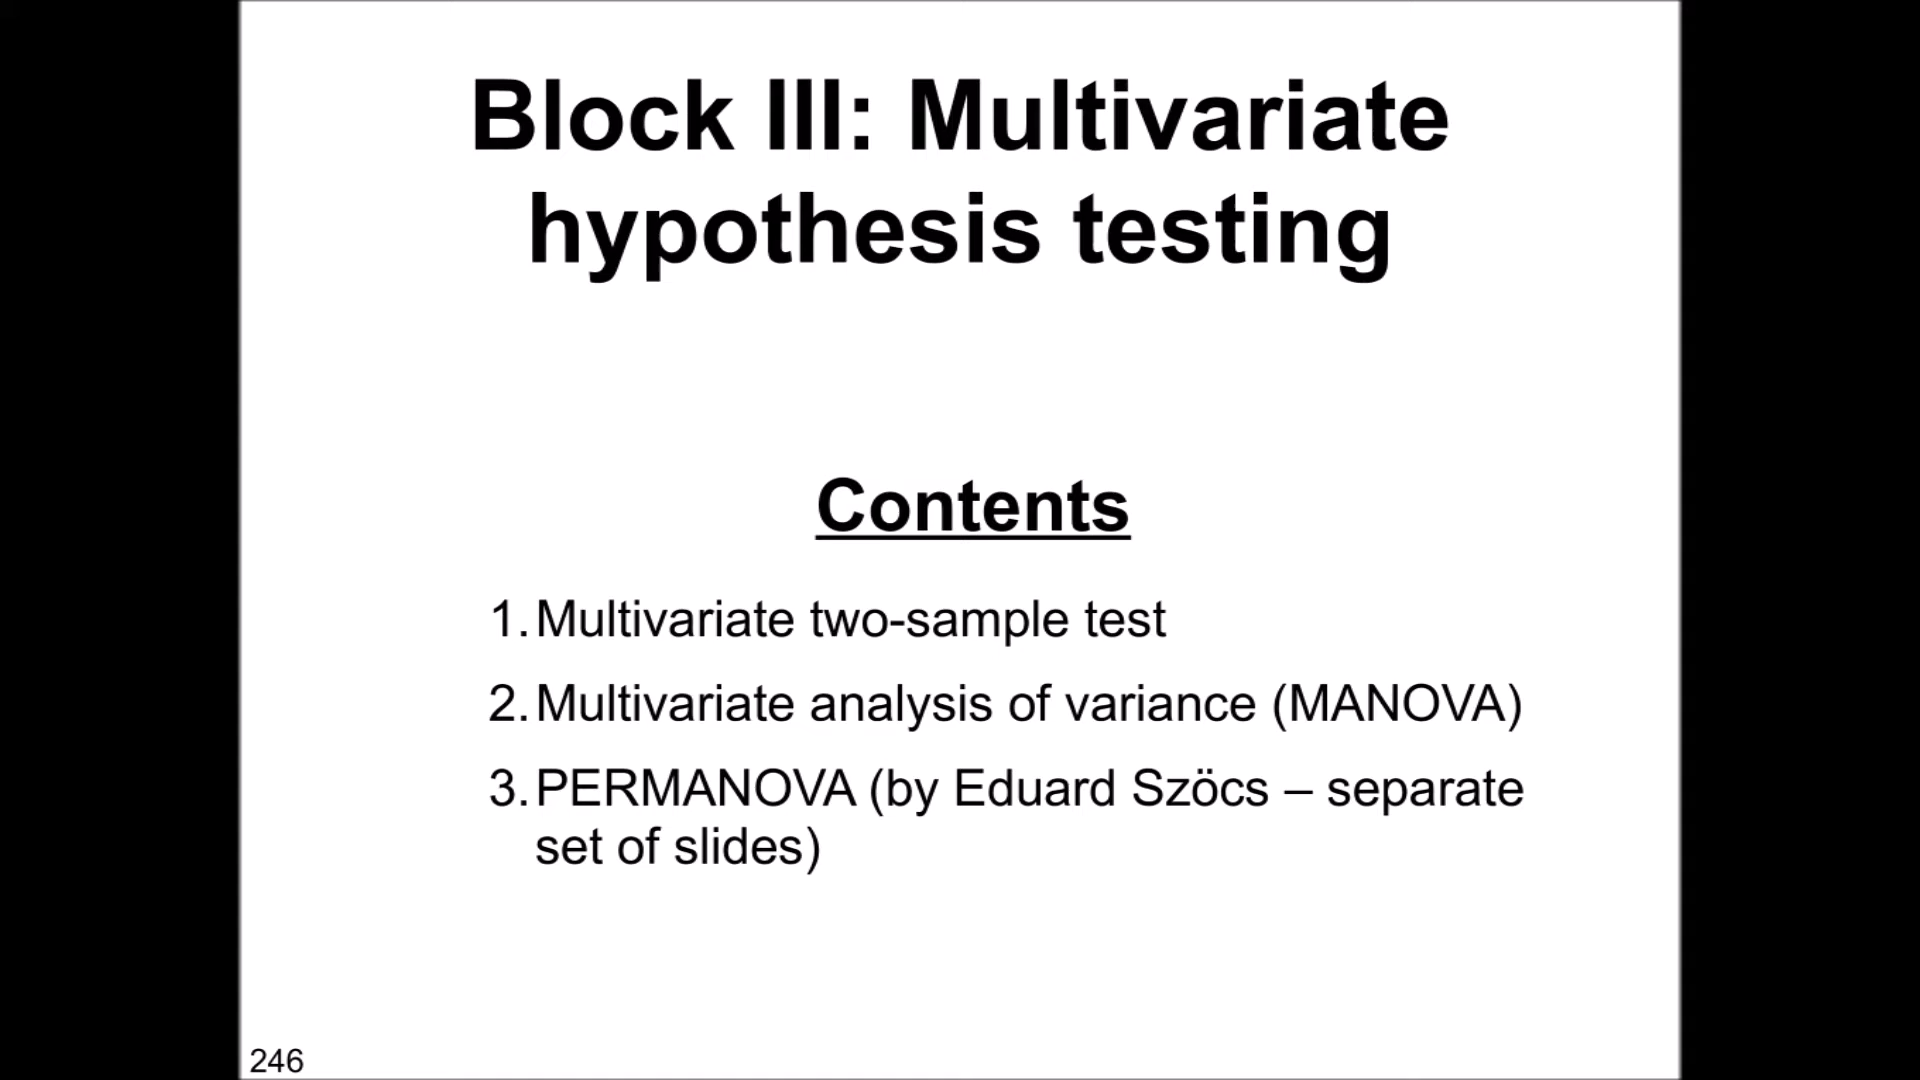 Block III: Multivariate
hypothesis testing
Contents
1. Multivariate two-sample test
2. Multivariate analysis of variance (MANOVA)
3. PERMANOVA (by Eduard Szöcs – separate
set of slides)
246